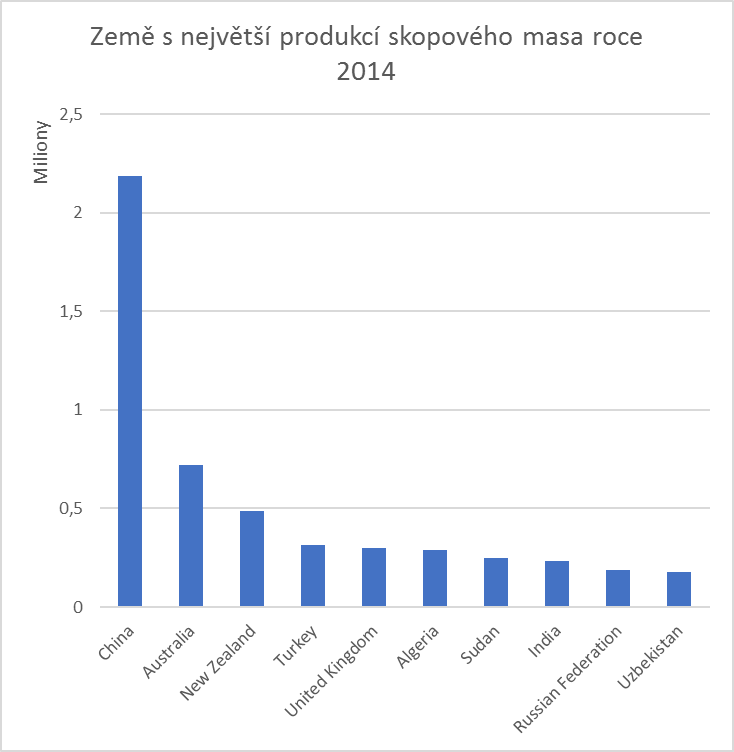 Země s největší produkcí skopového masa roce
2014
Miliony
2,5
2
1,5
1
0,5
0
China
Australia
New Zealand
Turkey
United Kingdom
Algeria
Sudan
India
Russian Federation
Uzbekistan